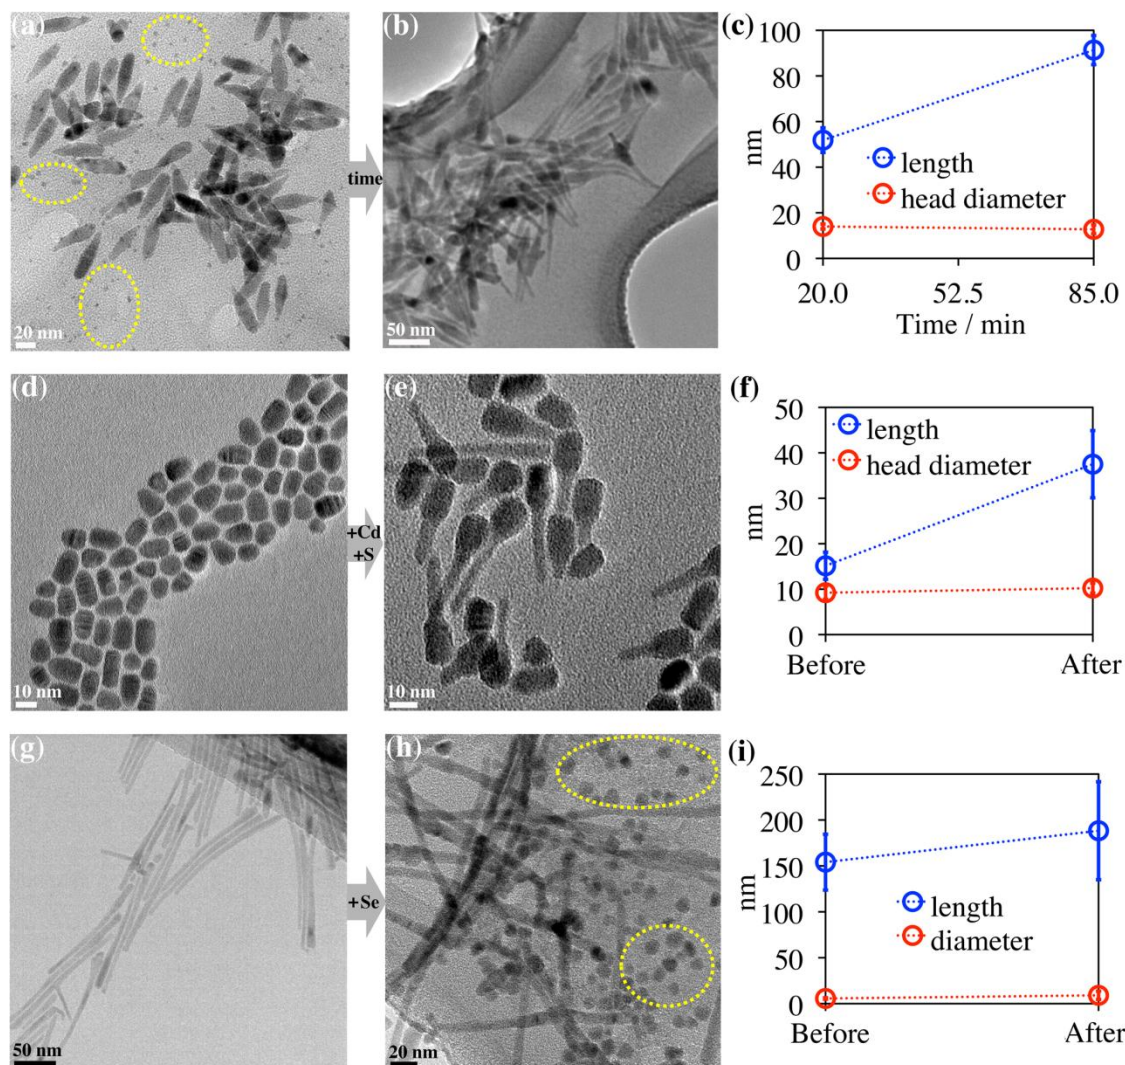 (a)
20 nm
time
(b)
50 nm
(c)
100
80
60
40
20
0
nm
length
head diameter
20.0
52.5
85.0
Time / min
(d)
10 nm
+Cd
+S
(e)
10 nm
(f)
50
40
30
20
10
0
nm
length
head diameter
Before
After
(g)
50 nm
+Se
(h)
20 nm
(i)
250
200
150
100
50
0
nm
length
diameter
Before
After